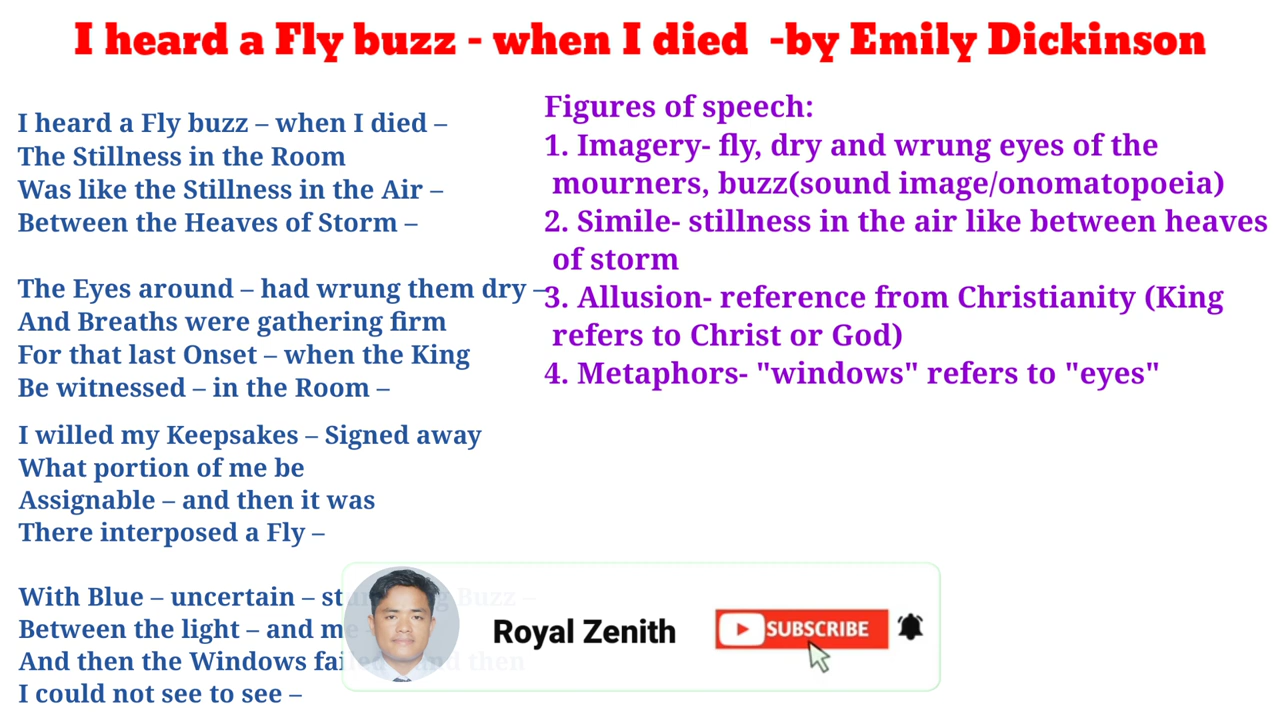 I heard a Fly buzz - when I died -by Emily Dickinson
I heard a Fly buzz – when I died –
The Stillness in the Room
Was like the Stillness in the Air –
Between the Heaves of Storm –
The Eyes around – had wrung them dry –
And Breaths were gathering firm
For that last Onset – when the King
Be witnessed – in the Room –
I willed my Keepsakes – Signed away
What portion of me be
Assignable – and then it was
There interposed a Fly –
With Blue – uncertain – Buzz –
Between the light – and me –
And then the Windows failed – and then
I could not see to see –
Figures of speech:
1. Imagery- fly, dry and wrung eyes of the
mourners, buzz(sound image/onomatopoeia)
2. Simile- stillness in the air like between heaves
of storm
3. Allusion- reference from Christianity (King
refers to Christ or God)
4. Metaphors- "windows" refers to "eyes"
Royal Zenith
SUBSCRIBE